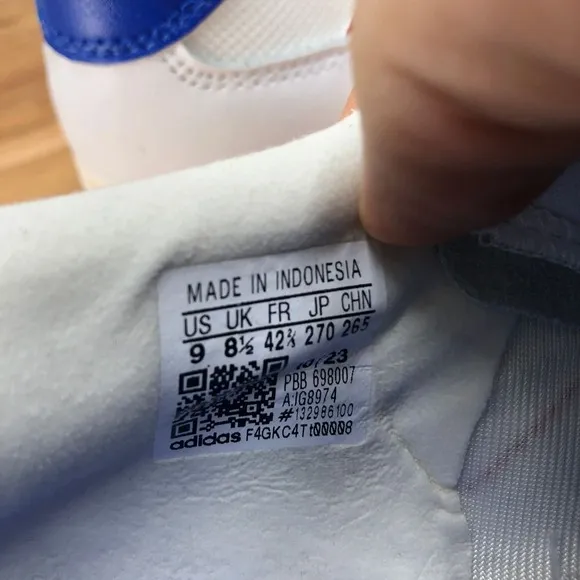 MADE IN INDONESIA
US UK FR JP CHN
9 8½ 42⅔ 270 265
10/23
PBB 698007
A:IG8974
#132986100
adidas F4GKC4Tt00008